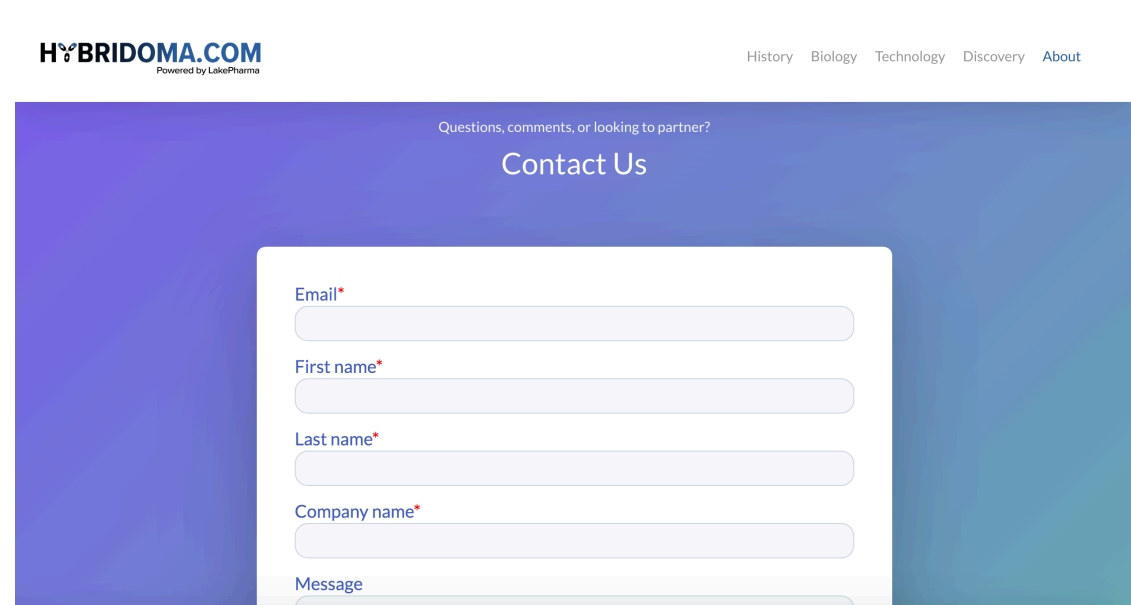 HYBRIDOMA.COM
Powered by LakePharma
History Biology Technology Discovery About
Questions, comments, or looking to partner?
Contact Us
Email*
First name*
Last name*
Company name*
Message